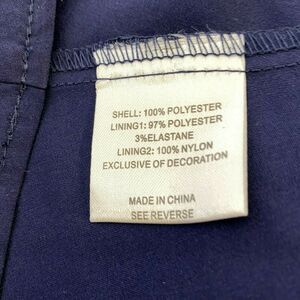 SHELL: 100% POLYESTER
LINING1: 97% POLYESTER
3%ELASTANE
LINING2: 100% NYLON
EXCLUSIVE OF DECORATION
MADE IN CHINA
SEE REVERSE